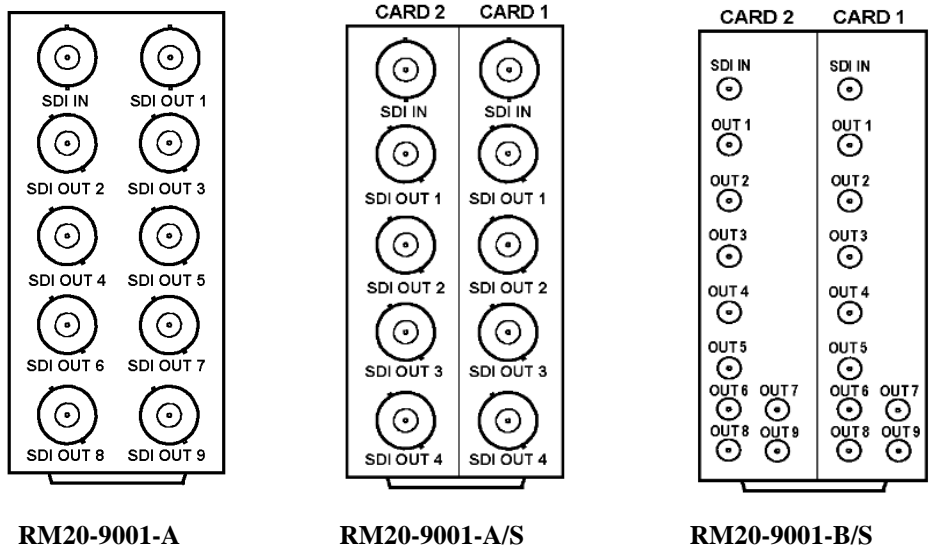 SDI IN SDI OUT 1
SDI OUT 2 SDI OUT 3
SDI OUT 4 SDI OUT 5
SDI OUT 6 SDI OUT 7
SDI OUT 8 SDI OUT 9
RM20-9001-A
CARD 2 CARD 1
SDI IN SDI IN
SDI OUT 1 SDI OUT 1
SDI OUT 2 SDI OUT 2
SDI OUT 3 SDI OUT 3
SDI OUT 4 SDI OUT 4
RM20-9001-A/S
CARD 2 CARD 1
SDI IN SDI IN
OUT 1 OUT 1
OUT 2 OUT 2
OUT 3 OUT 3
OUT 4 OUT 4
OUT 5 OUT 5
OUT 6 OUT 7 OUT 6 OUT 7
OUT 8 OUT 9 OUT 8 OUT 9
RM20-9001-B/S